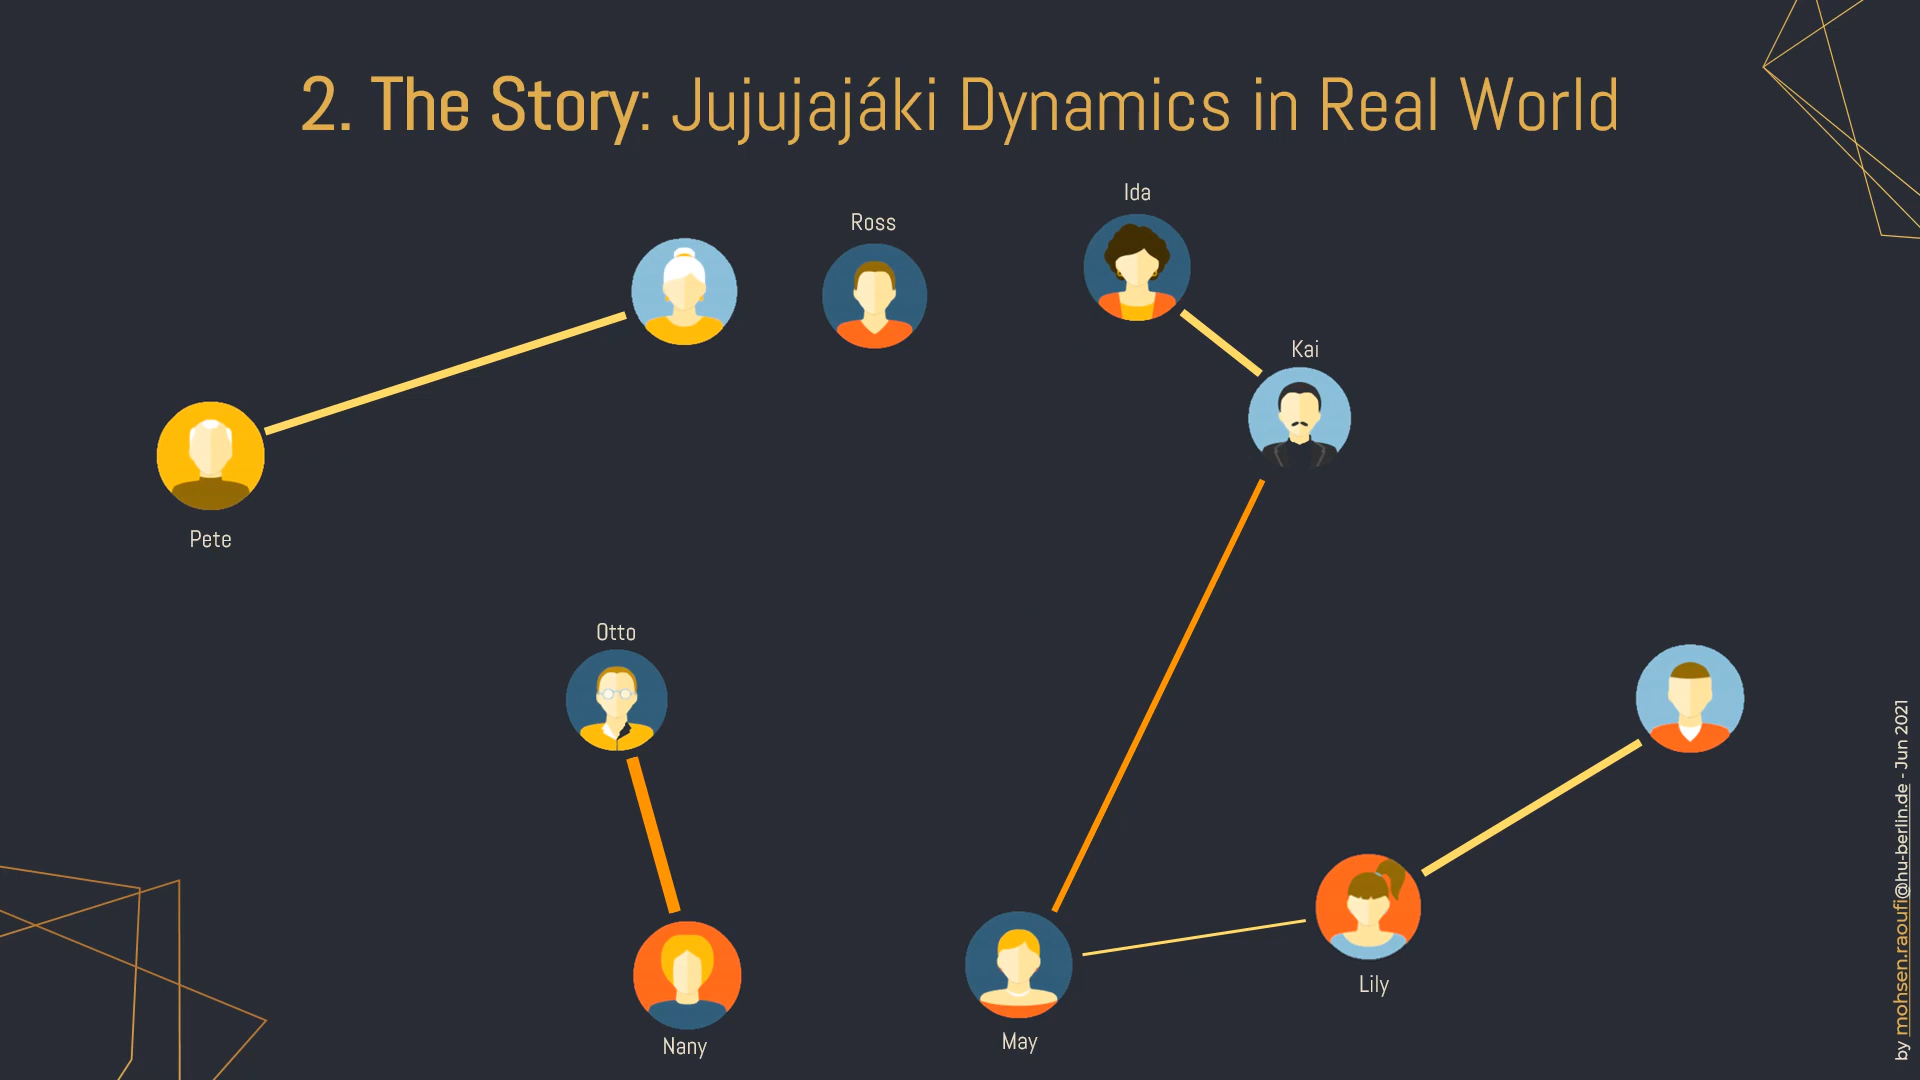 2. The Story: Jujujajáki Dynamics in Real World
Ida
Ross
Kai
Pete
Otto
Lily
May
Nany
by mohsen.raoufi@hu-berlin.de - Jun 2021